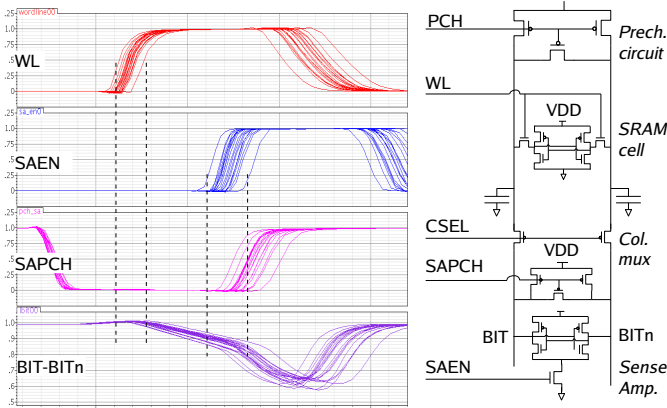 wordline00
.25
1.0
.75
.5
.25
0
WL
sa_en0
.25
1.0
.75
.5
.25
0
SAEN
pch_sa
.25
1.0
.75
.5
.25
0
SAPCH
1.0
.9
.8
.7
.6
.5
BIT-BITn
PCH
Prech.
circuit
WL
VDD
SRAM
cell
CSEL
Col.
mux
VDD
SAPCH
BIT
BITn
SAEN
Sense
Amp.